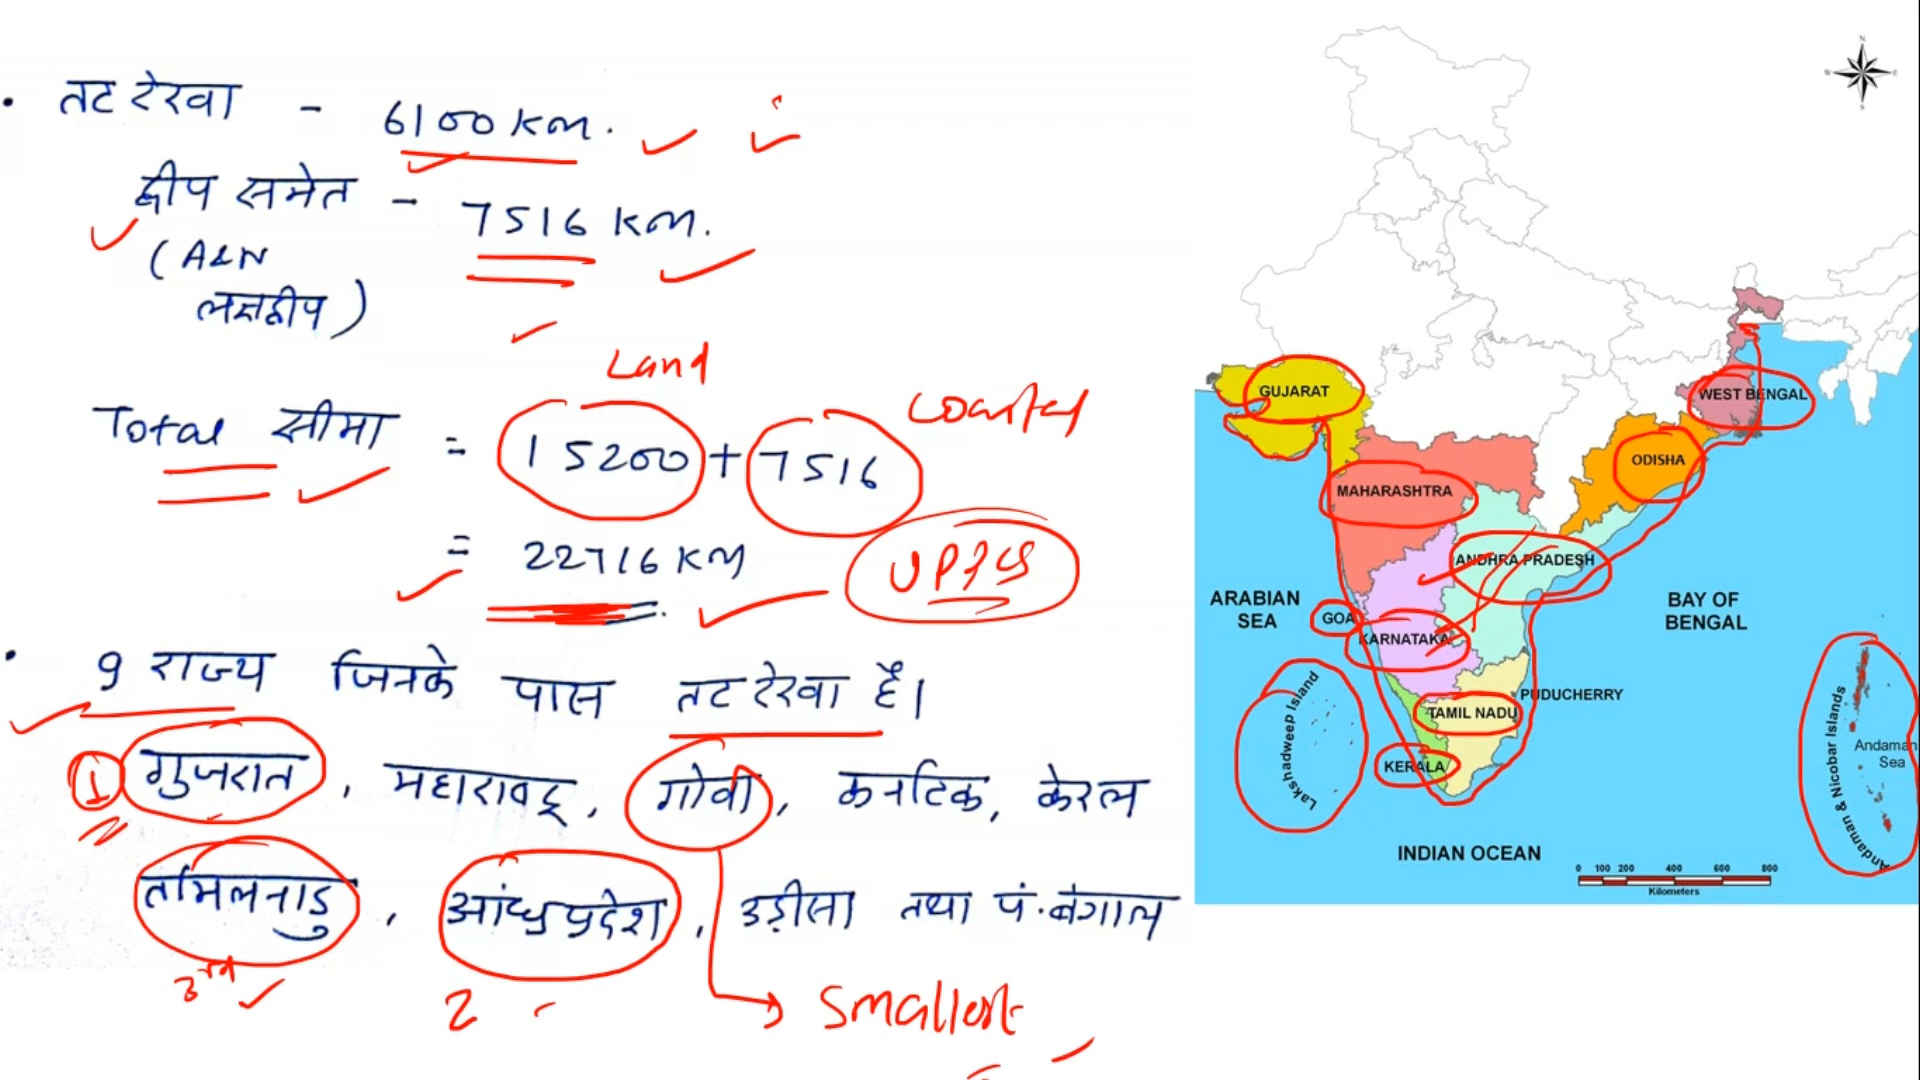 • तट रेखा - 6100 km.
द्वीप समेत - 7516 km.
(A&N
लक्षद्वीप)
Land
Coastal
Total सीमा = 15200 + 7516
= 22716 KM
UPPCS
• 9 राज्य जिनके पास तट रेखा है।
1 गुजरात, महाराष्ट्र, गोवा, कर्नाटक, केरल
तमिलनाडु, आंध्रप्रदेश, उड़ीसा तथा पं. बंगाल
3rd
2
Smallest
N
W E
S
GUJARAT
WEST BENGAL
ODISHA
MAHARASHTRA
ANDHRA PRADESH
ARABIAN
SEA
BAY OF
BENGAL
GOA
KARNATAKA
PUDUCHERRY
TAMIL NADU
Lakshadweep Island
KERALA
Andaman & Nicobar Islands
Andaman
Sea
INDIAN OCEAN
0 100 200 400 600 800
Kilometers